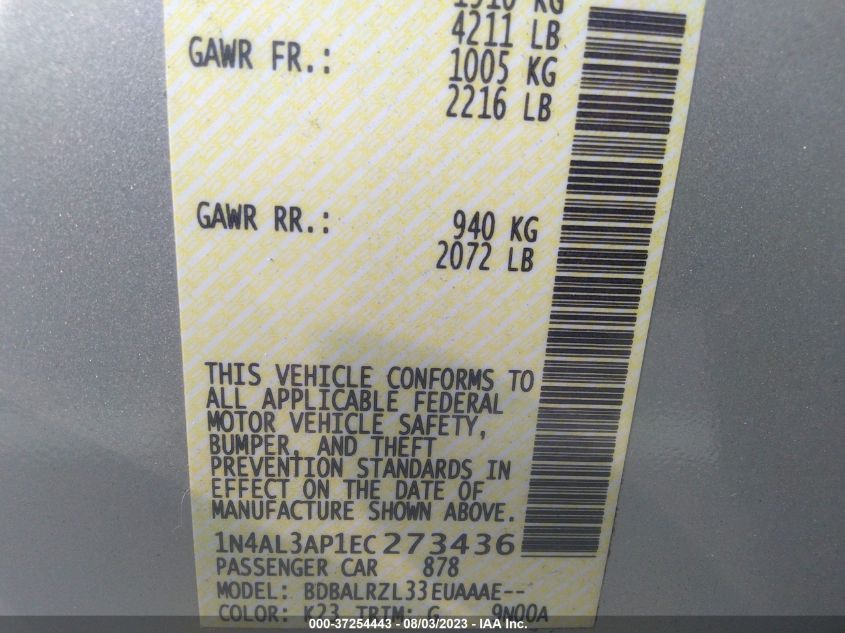 1910 KG
4211 LB
GAWR FR.: 1005 KG
2216 LB
GAWR RR.: 940 KG
2072 LB
THIS VEHICLE CONFORMS TO
ALL APPLICABLE FEDERAL
MOTOR VEHICLE SAFETY,
BUMPER, AND THEFT
PREVENTION STANDARDS IN
EFFECT ON THE DATE OF
MANUFACTURE SHOWN ABOVE.
1N4AL3AP1EC273436
PASSENGER CAR 878
MODEL: BDBALRZL33EUAAAE--
COLOR: K23 TRIM: G 9N00A
000-37254443 - 08/03/2023 - IAA Inc.